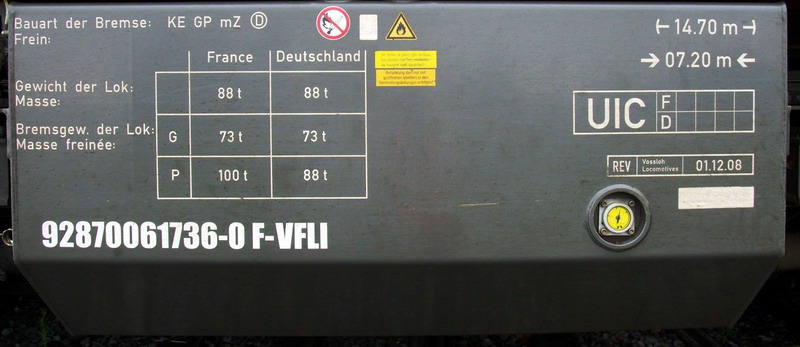 Bauart der Bremse: KE GP mZ Ⓓ
Frein:
|← 14.70 m →|
→ 07.20 m ←
France Deutschland
Gewicht der Lok: 88 t 88 t
Masse:
Bremsgew. der Lok: G 73 t 73 t
Masse freinée:
P 100 t 88 t
UIC F
D
REV Vossloh Locomotives 01.12.08
92870061736-0 F-VFLI